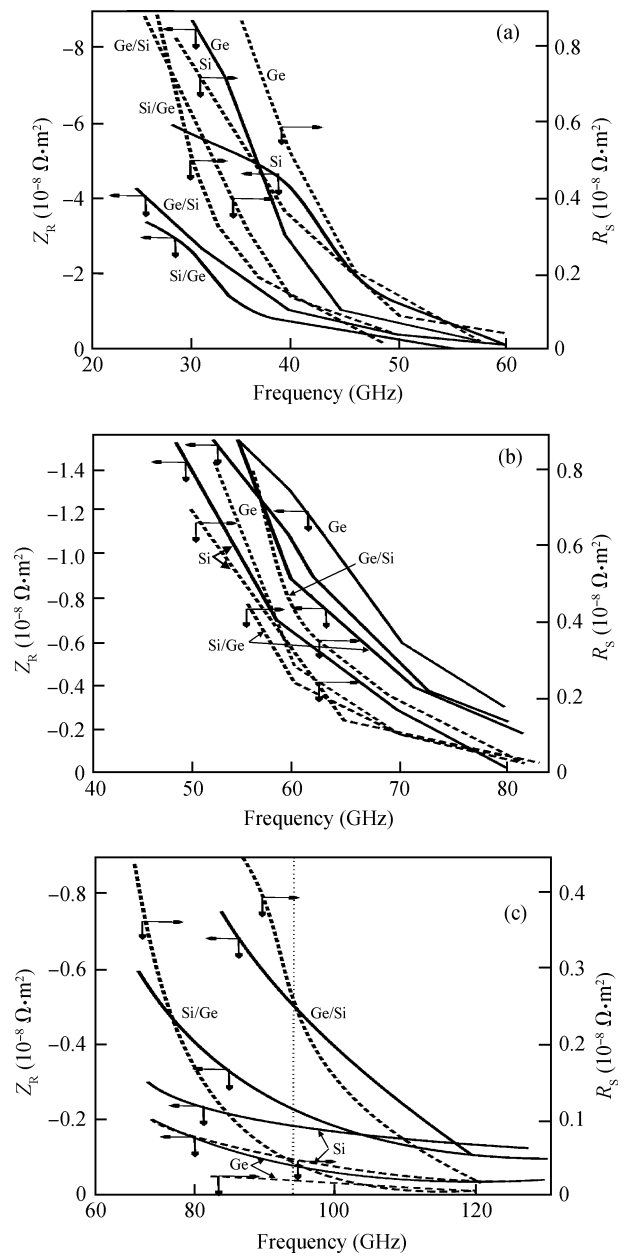 (a)
Ge/Si
Ge
Si
Ge
Si/Ge
Si
Ge/Si
Si/Ge
−8
−6
−4
−2
0
Z_R (10⁻⁸ Ω•m²)
0.8
0.6
0.4
0.2
0
R_S (10⁻⁸ Ω•m²)
20 30 40 50 60
Frequency (GHz)
(b)
Ge
Ge
Si
Ge/Si
Si/Ge
−1.4
−1.2
−1.0
−0.8
−0.6
−0.4
−0.2
0
Z_R (10⁻⁸ Ω•m²)
0.8
0.6
0.4
0.2
0
R_S (10⁻⁸ Ω•m²)
40 50 60 70 80
Frequency (GHz)
(c)
Si/Ge
Ge/Si
Si
Ge
−0.8
−0.6
−0.4
−0.2
0
Z_R (10⁻⁸ Ω•m²)
0.4
0.3
0.2
0.1
0
R_S (10⁻⁸ Ω•m²)
60 80 100 120
Frequency (GHz)